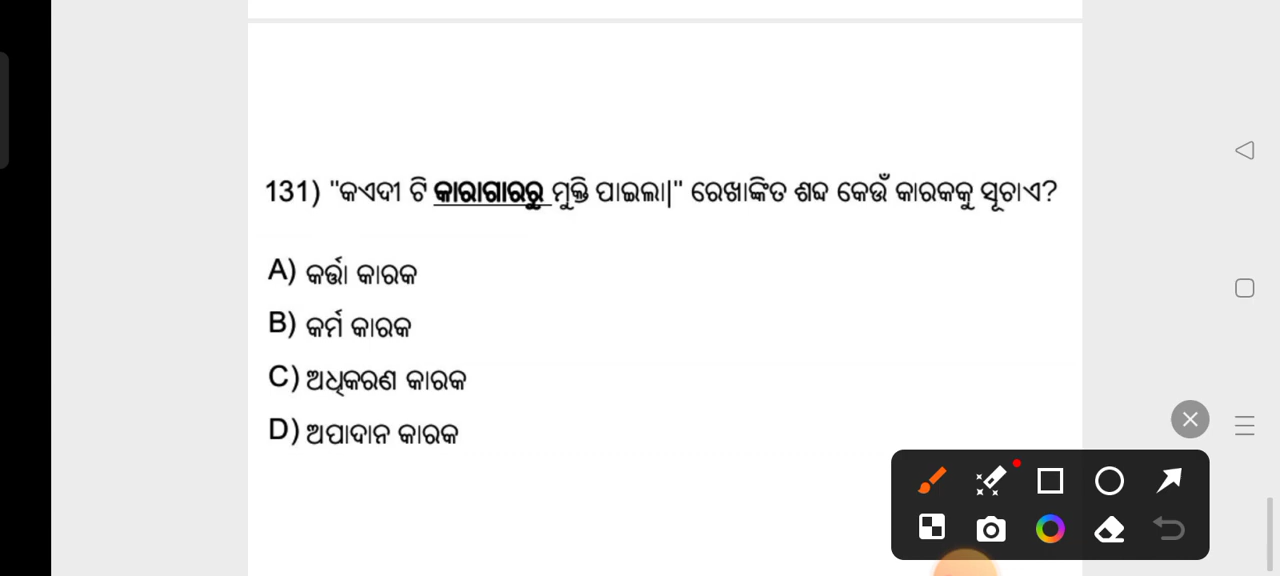 131) "କଏଦୀ ଟି କାରାଗାରରୁ ମୁକ୍ତି ପାଇଲା|" ରେଖାଙ୍କିତ ଶବ୍ଦ କେଉଁ କାରକକୁ ସୂଚାଏ?
A) କର୍ତ୍ତା କାରକ
B) କର୍ମ କାରକ
C) ଅଧିକରଣ କାରକ
D) ଅପାଦାନ କାରକ